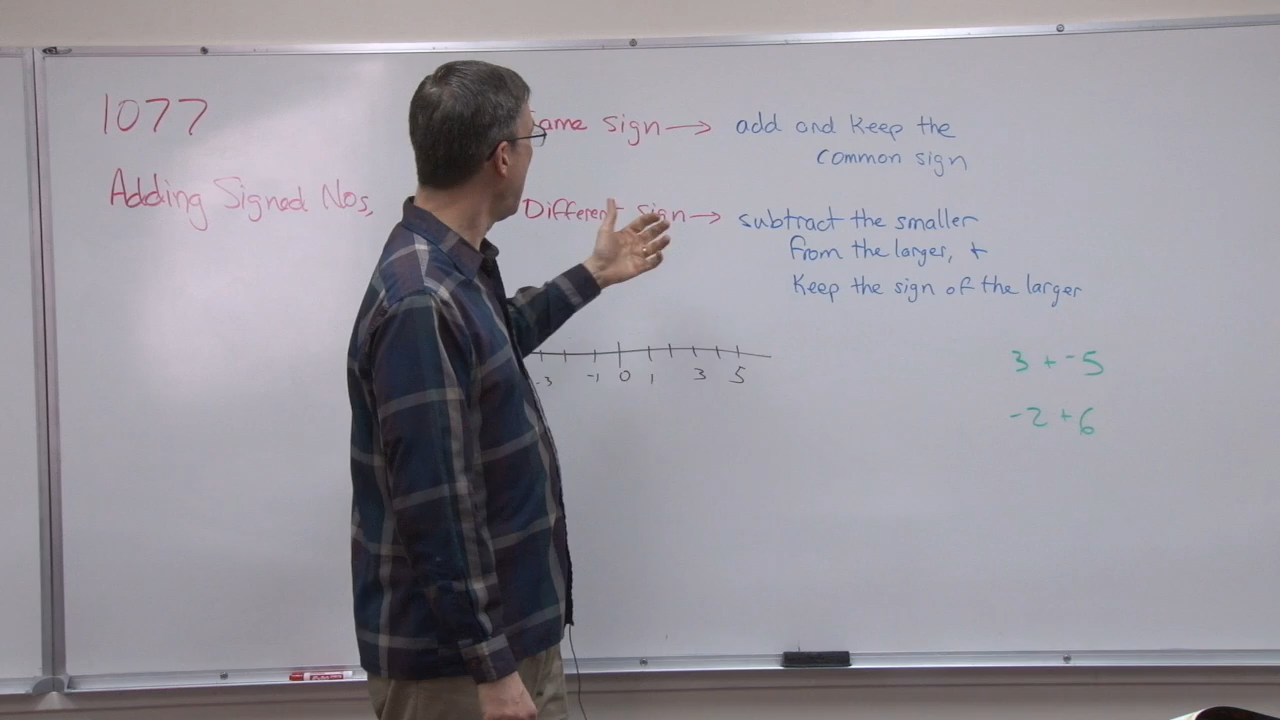 1077
Adding Signed Nos.
Same sign → add and keep the
common sign
Different sign → subtract the smaller
from the larger, +
keep the sign of the larger
-3 -1 0 1 3 5
3 + -5
-2 + 6